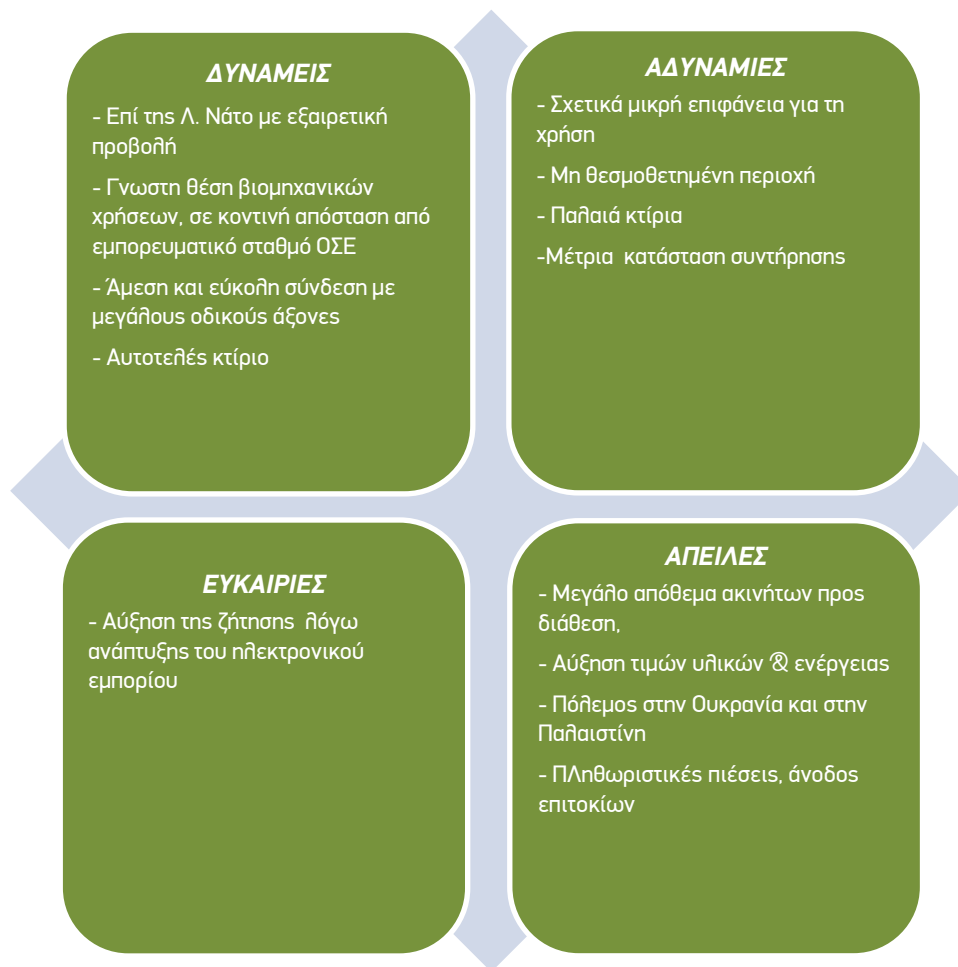 ΔΥΝΑΜΕΙΣ
- Επί της Λ. Νάτο με εξαιρετική
προβολή
- Γνωστη θέση βιομηχανικών
χρήσεων, σε κοντινή απόσταση από
εμπορευματικό σταθμό ΟΣΕ
- Άμεση και εύκολη σύνδεση με
μεγάλους οδικούς άξονες
- Αυτοτελές κτίριο
ΑΔΥΝΑΜΙΕΣ
- Σχετικά μικρή επιφάνεια για τη
χρήση
- Μη θεσμοθετημένη περιοχή
- Παλαιά κτίρια
-Μέτρια κατάσταση συντήρησης
ΕΥΚΑΙΡΙΕΣ
- Αύξηση της ζήτησης λόγω
ανάπτυξης του ηλεκτρονικού
εμπορίου
ΑΠΕΙΛΕΣ
- Μεγάλο απόθεμα ακινήτων προς
διάθεση,
- Αύξηση τιμών υλικών & ενέργειας
- Πόλεμος στην Ουκρανία και στην
Παλαιστίνη
- ΠΛηθωριστικές πιέσεις, άνοδος
επιτοκίων